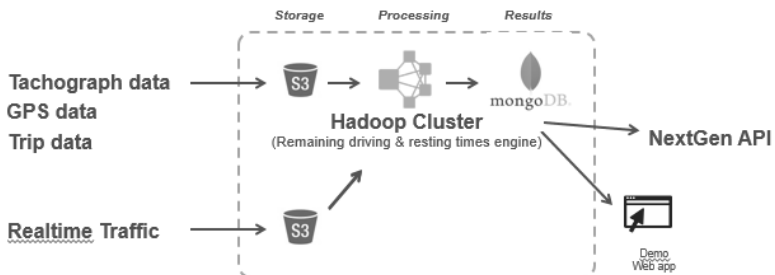 Storage
Processing
Results
Tachograph data
GPS data
Trip data
S3
mongoDB.
Hadoop Cluster
(Remaining driving & resting times engine)
NextGen API
Realtime Traffic
S3
Demo
Web app